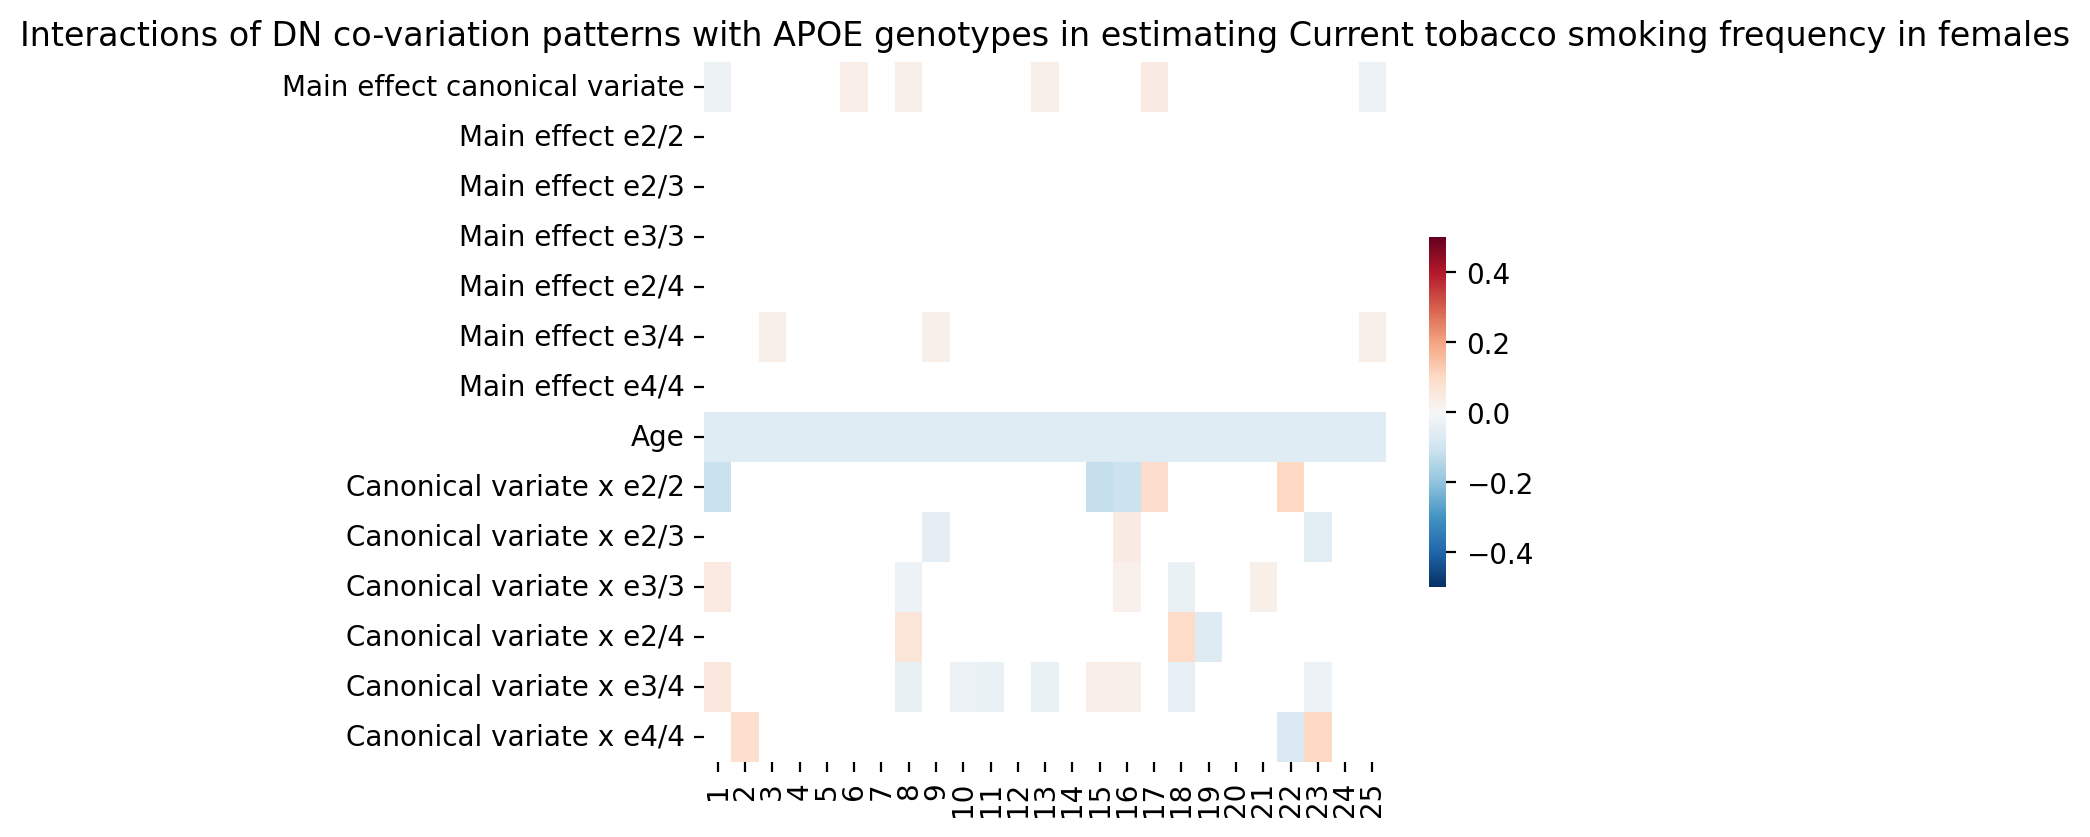 Interactions of DN co-variation patterns with APOE genotypes in estimating Current tobacco smoking frequency in females
Main effect canonical variate
Main effect e2/2
Main effect e2/3
Main effect e3/3
Main effect e2/4
Main effect e3/4
Main effect e4/4
Age
Canonical variate x e2/2
Canonical variate x e2/3
Canonical variate x e3/3
Canonical variate x e2/4
Canonical variate x e3/4
Canonical variate x e4/4
1 2 3 4 5 6 7 8 9 10 11 12 13 14 15 16 17 18 19 20 21 22 23 24 25
0.4
0.2
0.0
−0.2
−0.4